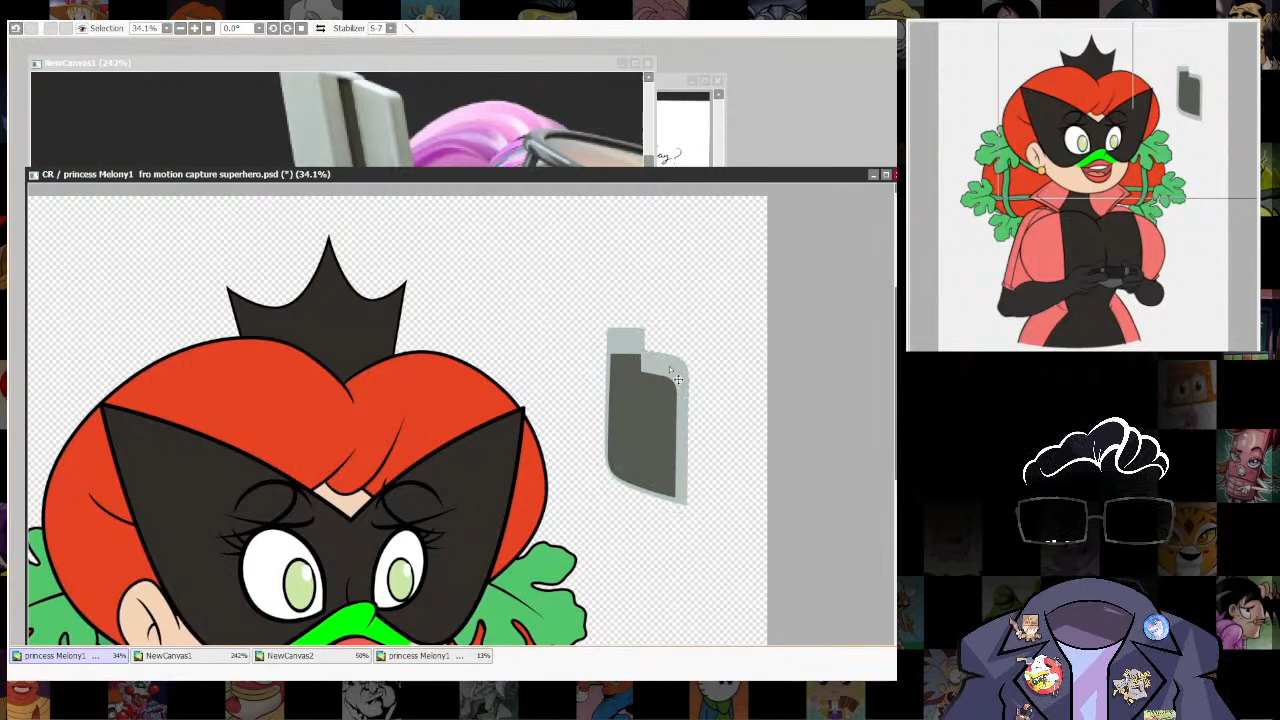 Selection 34.1% 0.0° Stabilizer S-7
NewCanvas1 (242%)
ay?
CR / princess Melony1 fro motion capture superhero.psd (*) (34.1%)
princess Melony1 ... 34% NewCanvas1 242% NewCanvas2 50% princess Melony1 ... 13%